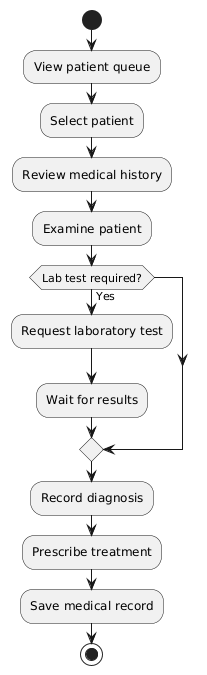 View patient queue
Select patient
Review medical history
Examine patient
Lab test required?
Yes
Request laboratory test
Wait for results
Record diagnosis
Prescribe treatment
Save medical record